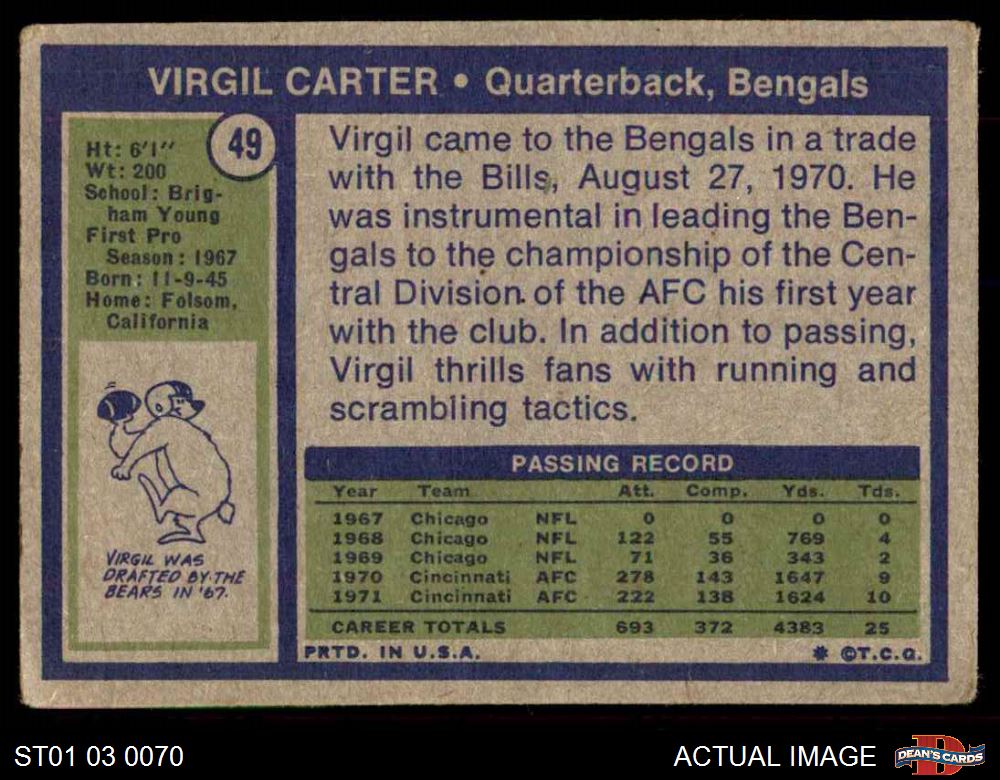 VIRGIL CARTER • Quarterback, Bengals
49
Ht: 6'1"
Wt: 200
School: Brig-
ham Young
First Pro
Season: 1967
Born: 11-9-45
Home: Folsom,
California
VIRGIL WAS
DRAFTED BY THE
BEARS IN '67.
Virgil came to the Bengals in a trade
with the Bills, August 27, 1970. He
was instrumental in leading the Ben-
gals to the championship of the Cen-
tral Division of the AFC his first year
with the club. In addition to passing,
Virgil thrills fans with running and
scrambling tactics.
PASSING RECORD
Year Team Att. Comp. Yds. Tds.
1967 Chicago NFL 0 0 0 0
1968 Chicago NFL 122 55 769 4
1969 Chicago NFL 71 36 343 2
1970 Cincinnati AFC 278 143 1647 9
1971 Cincinnati AFC 222 138 1624 10
CAREER TOTALS 693 372 4383 25
PRTD. IN U.S.A. * ©T.C.G.
ST01 03 0070 ACTUAL IMAGE DEAN'S CARDS